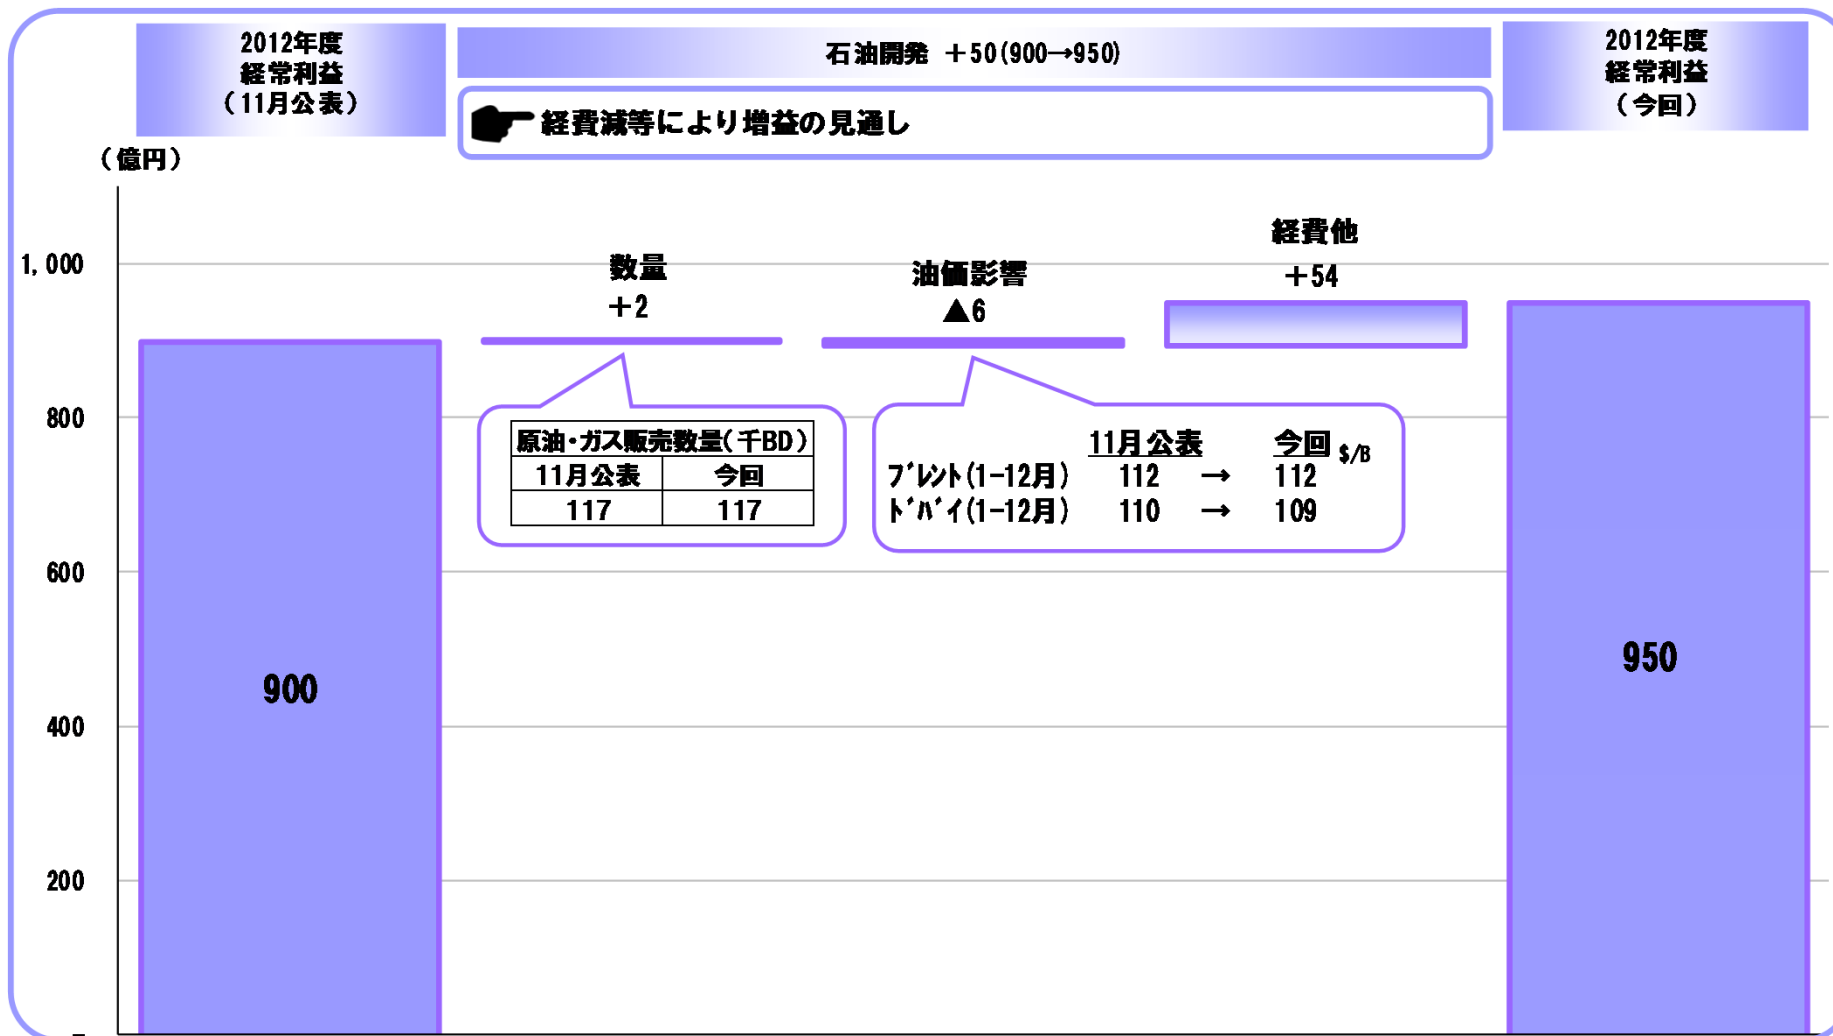 2012年度
経常利益
（11月公表）
石油開発 ＋50(900→950)
経費減等により増益の見通し
2012年度
経常利益
（今回）
（億円）
1,000
800
600
400
200
900
数量
＋2
油価影響
▲6
経費他
＋54
950
原油・ガス販売数量（千BD）
11月公表 今回
117 117
11月公表 今回 $/B
ﾌﾞﾚﾝﾄ(1-12月) 112 → 112
ﾄﾞﾊﾞｲ(1-12月) 110 → 109